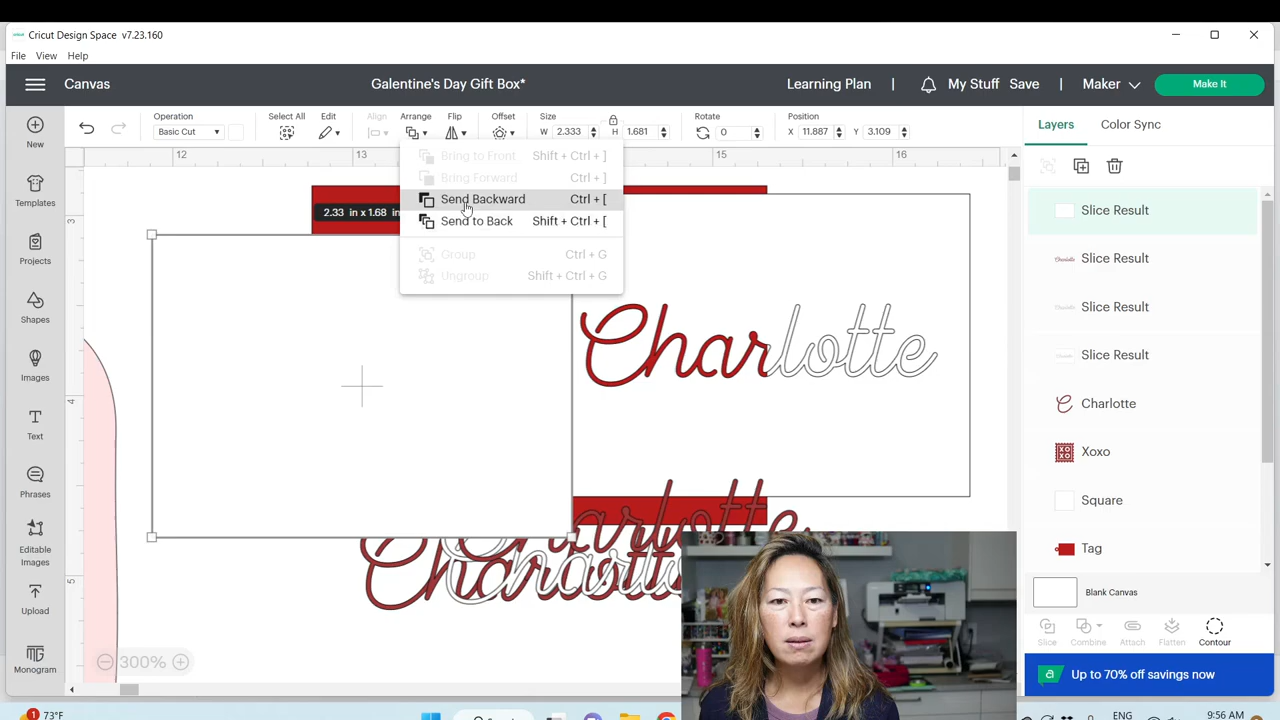 Cricut Design Space v7.23.160
File View Help
Canvas
Galentine's Day Gift Box*
Learning Plan | My Stuff Save | Maker Make It
Operation Select All Edit Align Arrange Flip Offset Size Rotate Position
Basic Cut W 2.333 H 1.681 0 X 11.887 Y 3.109
Layers Color Sync
New
Templates
Projects
Shapes
Images
Text
Phrases
Editable
Images
Upload
Monogram
12 13 15 16
3
4
5
Bring to Front Shift + Ctrl + ]
Bring Forward Ctrl + ]
Send Backward Ctrl + [
Send to Back Shift + Ctrl + [
Group Ctrl + G
Ungroup Shift + Ctrl + G
2.33 in x 1.68 in
Charlotte
300%
Slice Result
Slice Result
Slice Result
Slice Result
Charlotte
Xoxo
Square
Tag
Blank Canvas
Slice Combine Attach Flatten Contour
a Up to 70% off savings now
1 73°F
ENG 9:56 AM